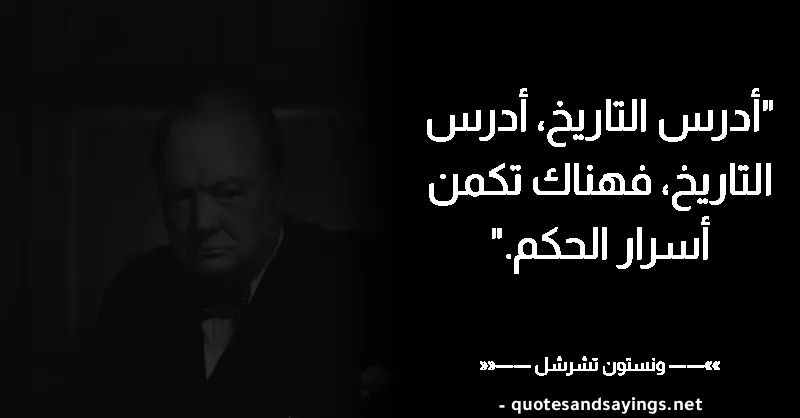 "أدرس التاريخ، أدرس
التاريخ، فهناك تكمن
أسرار الحكم."
»—— ونستون تشرشل ——«
- quotesandsayings.net